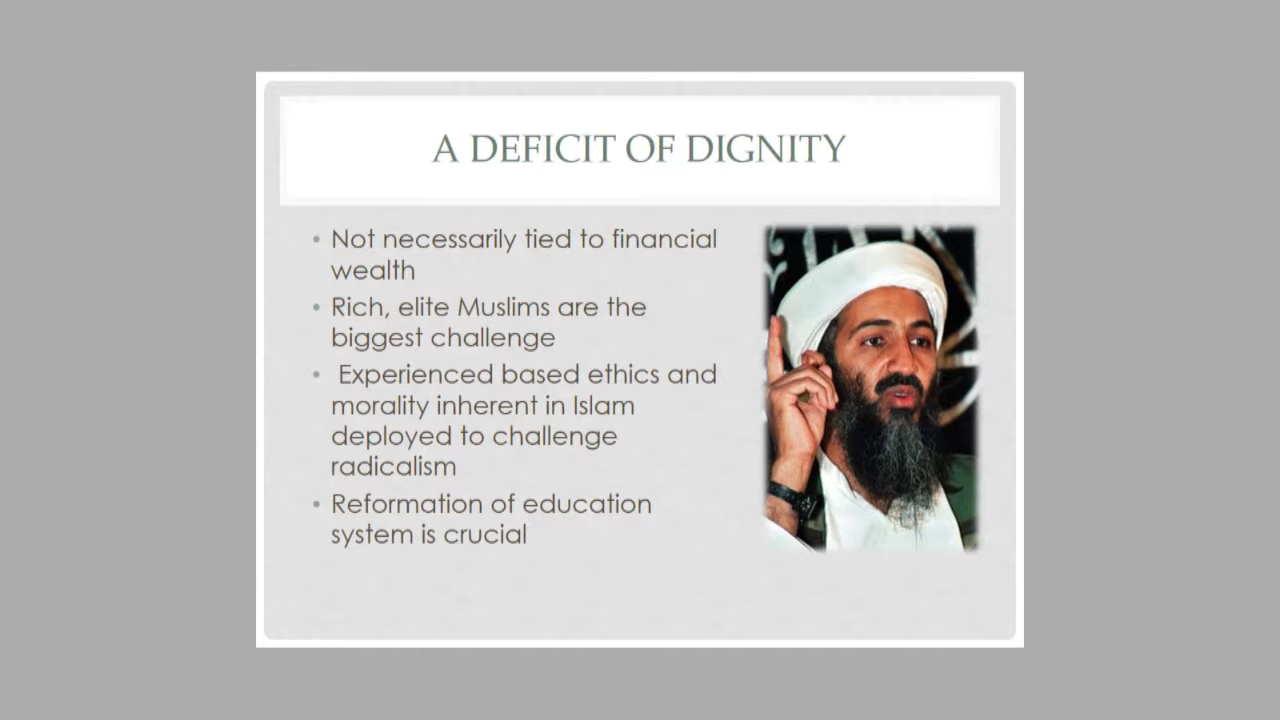 A DEFICIT OF DIGNITY
• Not necessarily tied to financial
wealth
• Rich, elite Muslims are the
biggest challenge
• Experienced based ethics and
morality inherent in Islam
deployed to challenge
radicalism
• Reformation of education
system is crucial